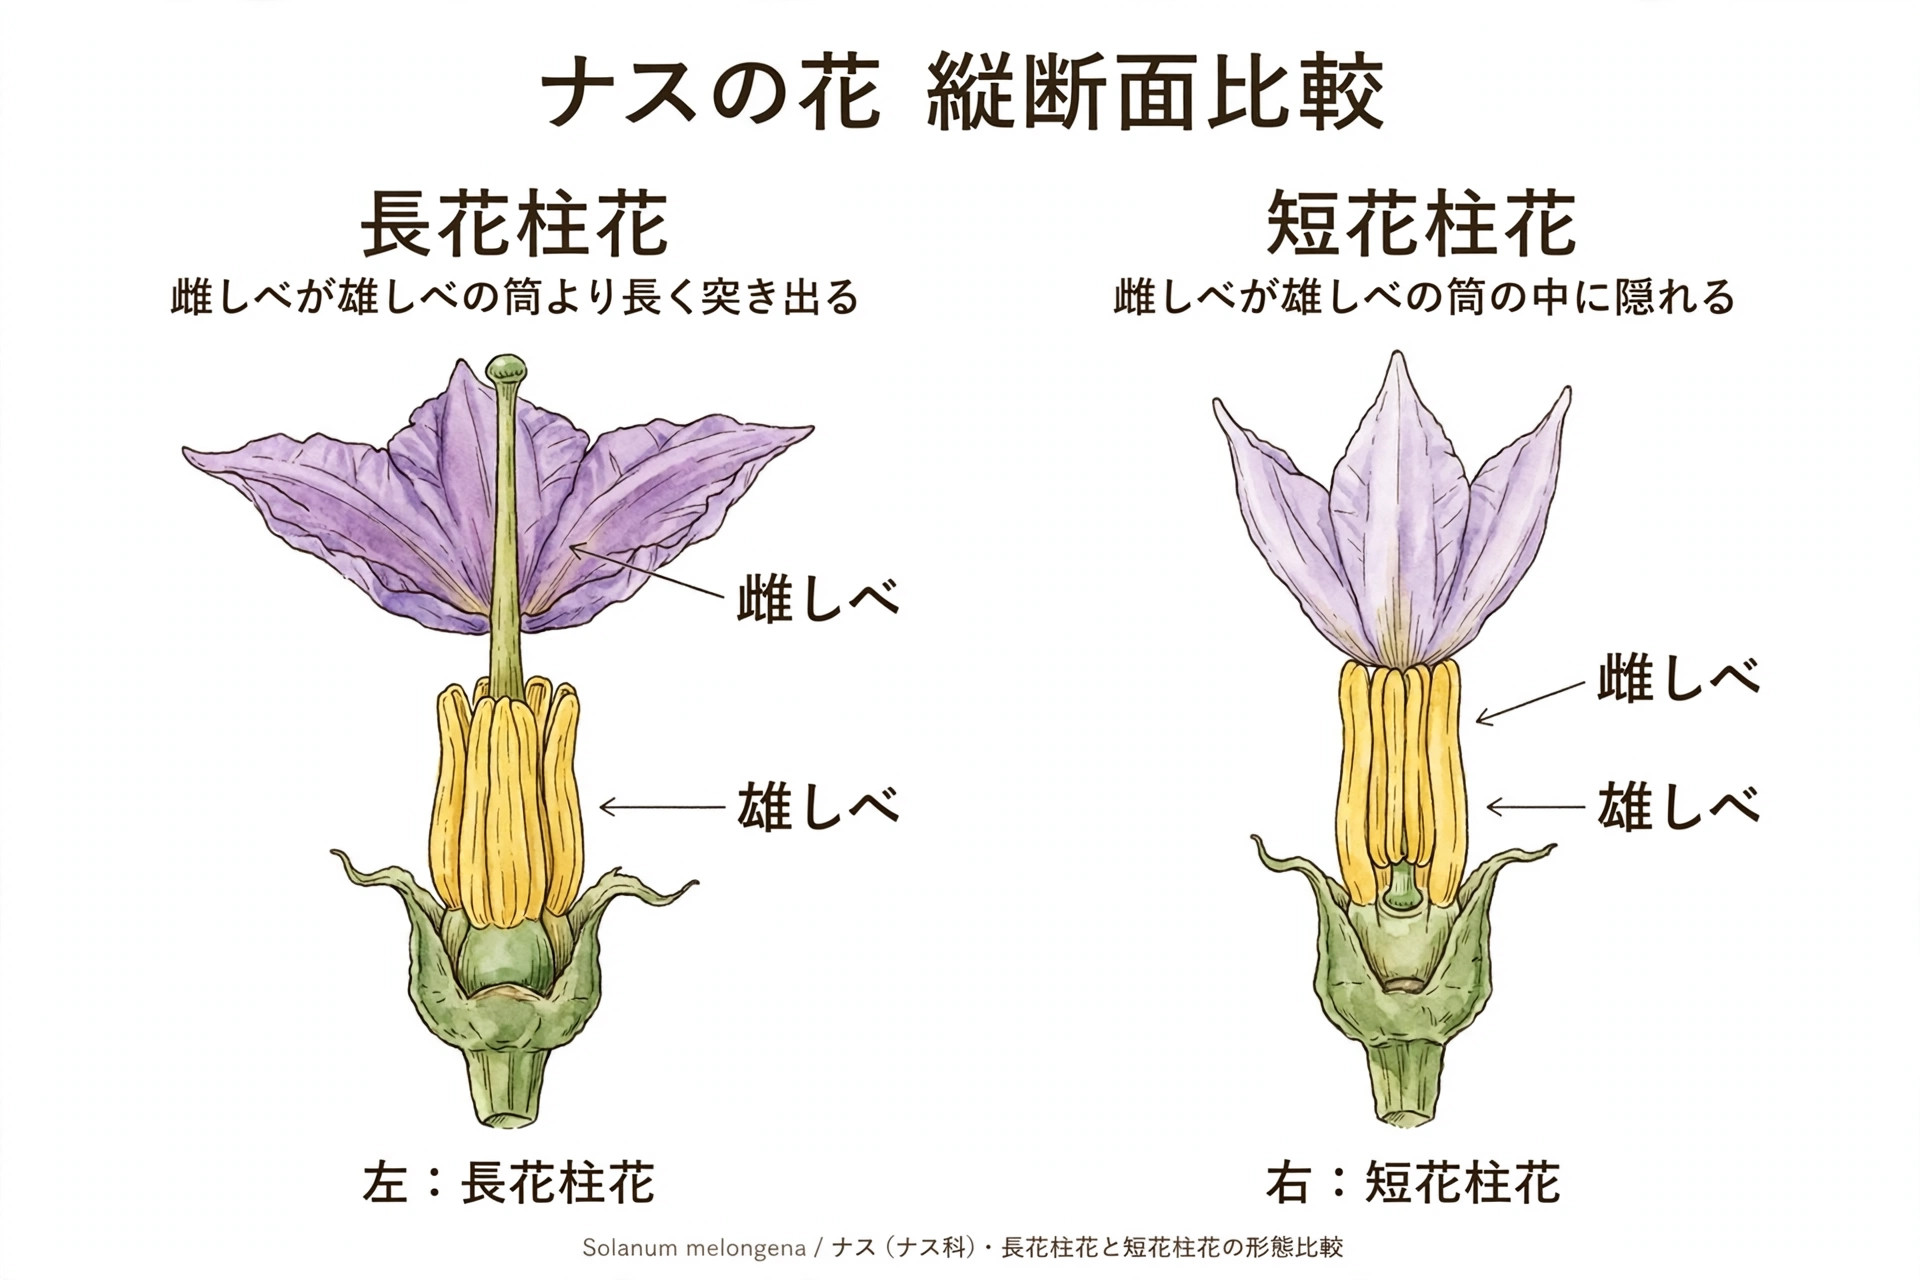 ナスの花 縦断面比較
長花柱花
雌しべが雄しべの筒より長く突き出る
雌しべ
雄しべ
左：長花柱花
短花柱花
雌しべが雄しべの筒の中に隠れる
雌しべ
雄しべ
右：短花柱花
Solanum melongena / ナス（ナス科）・長花柱花と短花柱花の形態比較